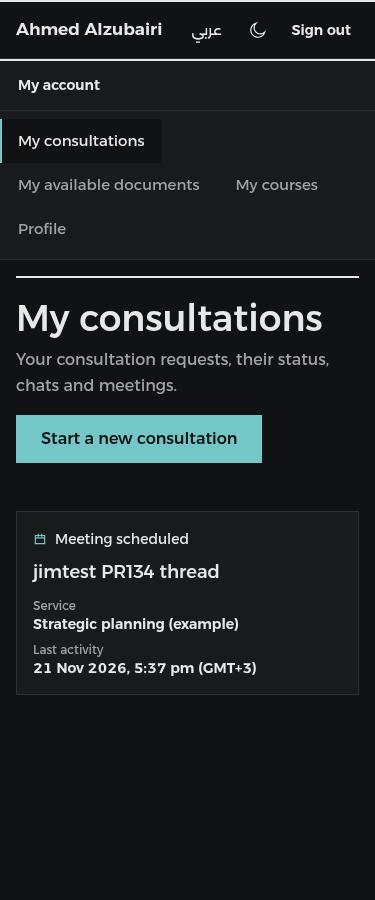 Ahmed Alzubairi عربي Sign out
My account
My consultations
My available documents My courses
Profile
My consultations
Your consultation requests, their status,
chats and meetings.
Start a new consultation
Meeting scheduled
jimtest PR134 thread
Service
Strategic planning (example)
Last activity
21 Nov 2026, 5:37 pm (GMT+3)